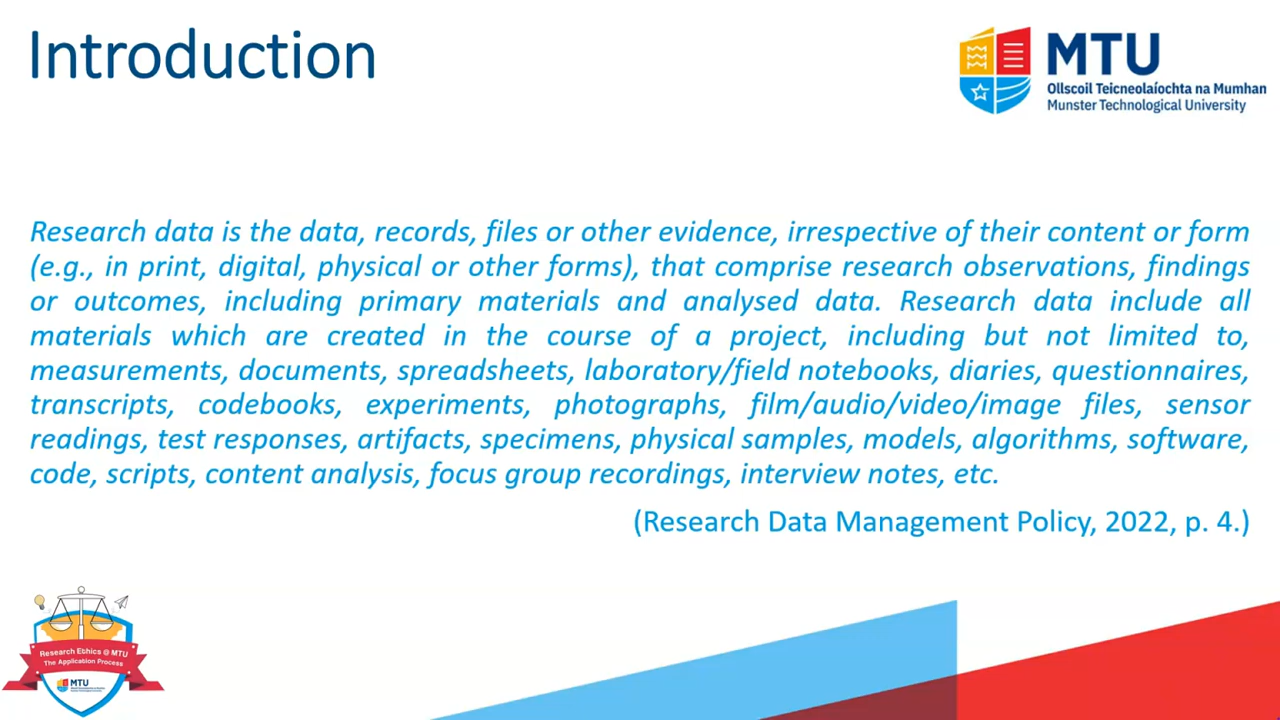 Introduction
MTU
Ollscoil Teicneolaíochta na Mumhan
Munster Technological University
Research data is the data, records, files or other evidence, irrespective of their content or form
(e.g., in print, digital, physical or other forms), that comprise research observations, findings
or outcomes, including primary materials and analysed data. Research data include all
materials which are created in the course of a project, including but not limited to,
measurements, documents, spreadsheets, laboratory/field notebooks, diaries, questionnaires,
transcripts, codebooks, experiments, photographs, film/audio/video/image files, sensor
readings, test responses, artifacts, specimens, physical samples, models, algorithms, software,
code, scripts, content analysis, focus group recordings, interview notes, etc.
(Research Data Management Policy, 2022, p. 4.)
Research Ethics @ MTU
The Application Process
MTU